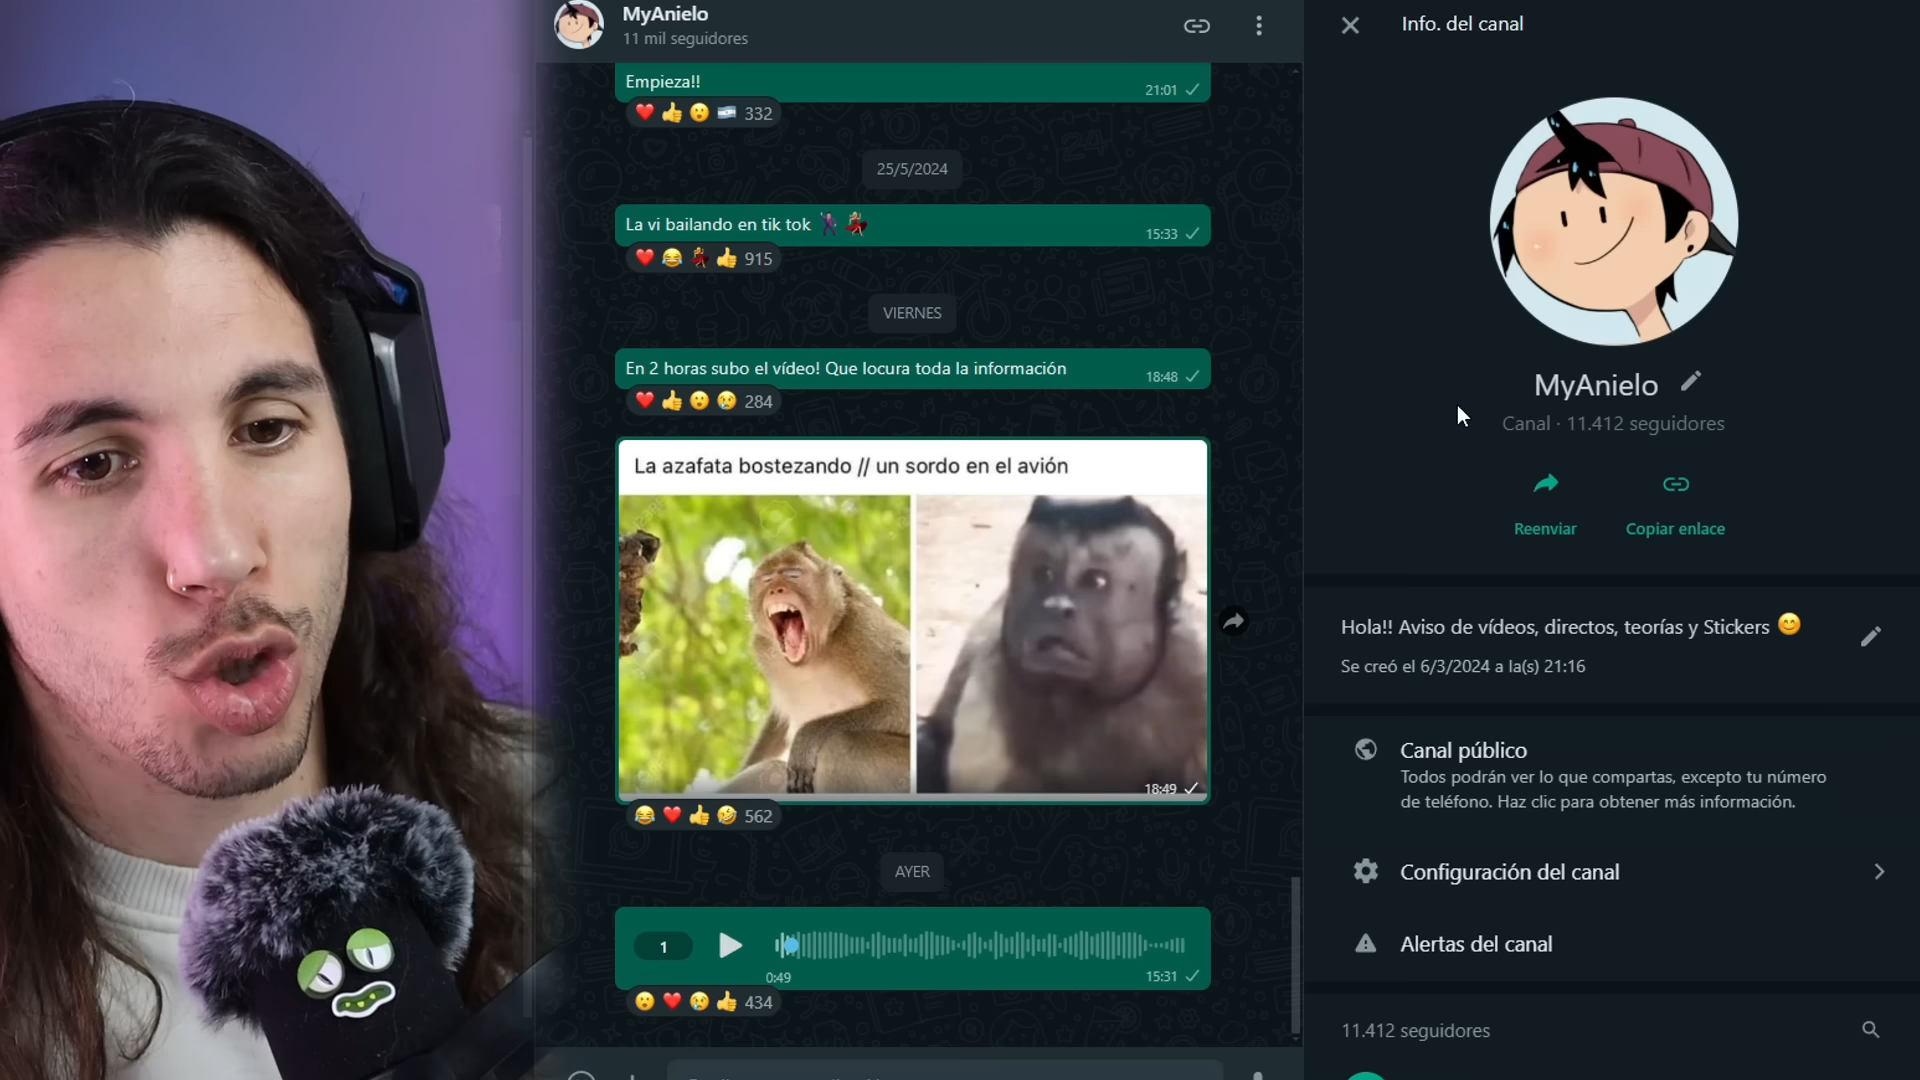 MyAnielo
11 mil seguidores
Empieza!!
21:01
332
25/5/2024
La vi bailando en tik tok
15:33
915
VIERNES
En 2 horas subo el vídeo! Que locura toda la información
18:48
284
La azafata bostezando // un sordo en el avión
18:49
562
AYER
1
0:49
15:31
434
Info. del canal
MyAnielo
Canal · 11.412 seguidores
Reenviar
Copiar enlace
Hola!! Aviso de vídeos, directos, teorías y Stickers 😊
Se creó el 6/3/2024 a la(s) 21:16
Canal público
Todos podrán ver lo que compartas, excepto tu número
de teléfono. Haz clic para obtener más información.
Configuración del canal
Alertas del canal
11.412 seguidores